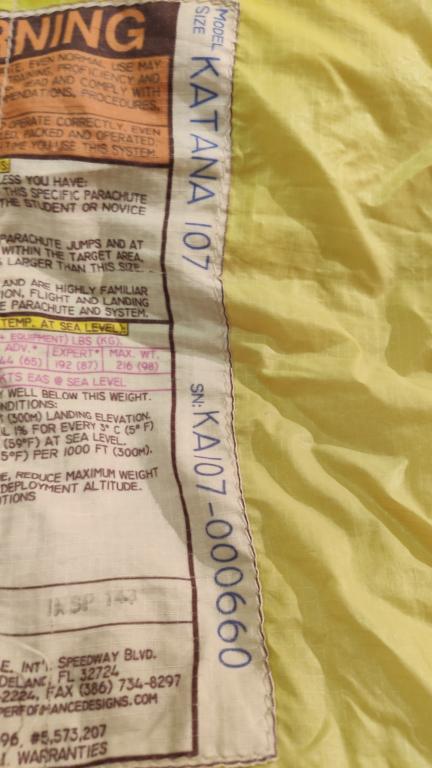 MODEL
SIZE
KATANA 107
SN: KA107-000660
RNING
EVEN NORMAL USE MAY
PROFICIENCY AND
READ AND COMPLY WITH
PROCEDURES,
OPERATE CORRECTLY, EVEN
PACKED AND OPERATED.
TIME YOU USE THIS SYSTEM.
S:
LESS YOU HAVE:
THIS SPECIFIC PARACHUTE
THE STUDENT OR NOVICE
PARACHUTE JUMPS AND AT
WITHIN THE TARGET AREA,
LARGER THAN THIS SIZE.
AND ARE HIGHLY FAMILIAR
ION, FLIGHT AND LANDING
E PARACHUTE AND SYSTEM.
TEMP. AT SEA LEVEL):
+ EQUIPMENT) LBS (KG).
ADV.* EXPERT* MAX. WT.
44 (65) 192 (87) 216 (98)
KTS EAS @ SEA LEVEL
WELL BELOW THIS WEIGHT.
NDITIONS:
(300M) LANDING ELEVATION.
1% FOR EVERY 3° C (5° F)
(59°F) AT SEA LEVEL.
5°F) PER 1000 FT (300M).
E, REDUCE MAXIMUM WEIGHT
DEPLOYMENT ALTITUDE.
TIONS
INSP 143
E. INT'L SPEEDWAY BLVD.
DELAND, FL 32724
-2224, FAX (386) 734-8297
PERFORMANCEDESIGNS.COM
96, #5,573,207
WARRANTIES